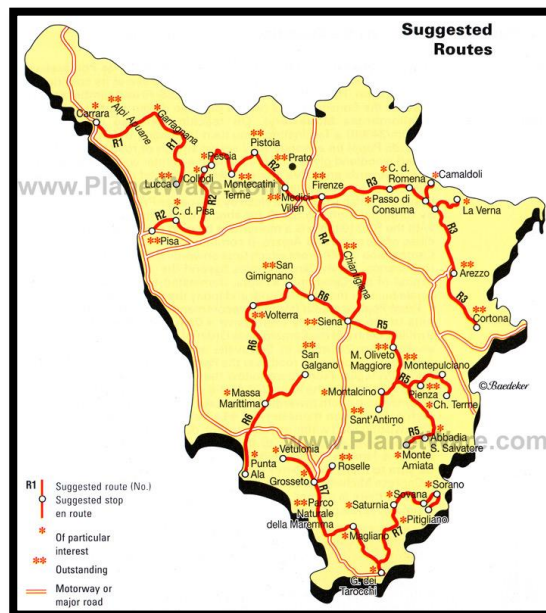 Suggested
Routes
Carrara
** Alpi Apuane
* Garfagnana
R1
R1
* Pescia
** Pistoia
** Prato
R2
www.PlanetWare.com
Lucca
* Collodi
** Montecatini
Terme
** Medici
Villen
** Firenze
R3
* C. d.
Romena
* Camaldoli
* Passo di
Consuma
* La Verna
R2
* C. d. Pisa
R2
** Pisa
R4
** Chiantigiana
R3
** Arezzo
R3
** Cortona
** San
Gimignano
R6
** Volterra
** Siena
R5
R6
** San
Galgano
** M. Oliveto
Maggiore
Montepulciano
R5
©Baedeker
* Massa
Marittima
* Montalcino
** Pienza
* Ch. Terme
** Sant'Antimo
R6
R5
* Abbadia
S. Salvatore
www.PlanetWare.com
* Monte
Amiata
* Vetulonia
* Punta
Ala
** Roselle
* Grosseto
R7
* Sovana
* Sorano
** Parco
Naturale
della Maremma
* Saturnia
* Pitigliano
* Magliano
R7
* G. dei
Tarocchi
R1 Suggested route (No.)
Suggested stop
en route
* Of particular
interest
** Outstanding
Motorway or
major road